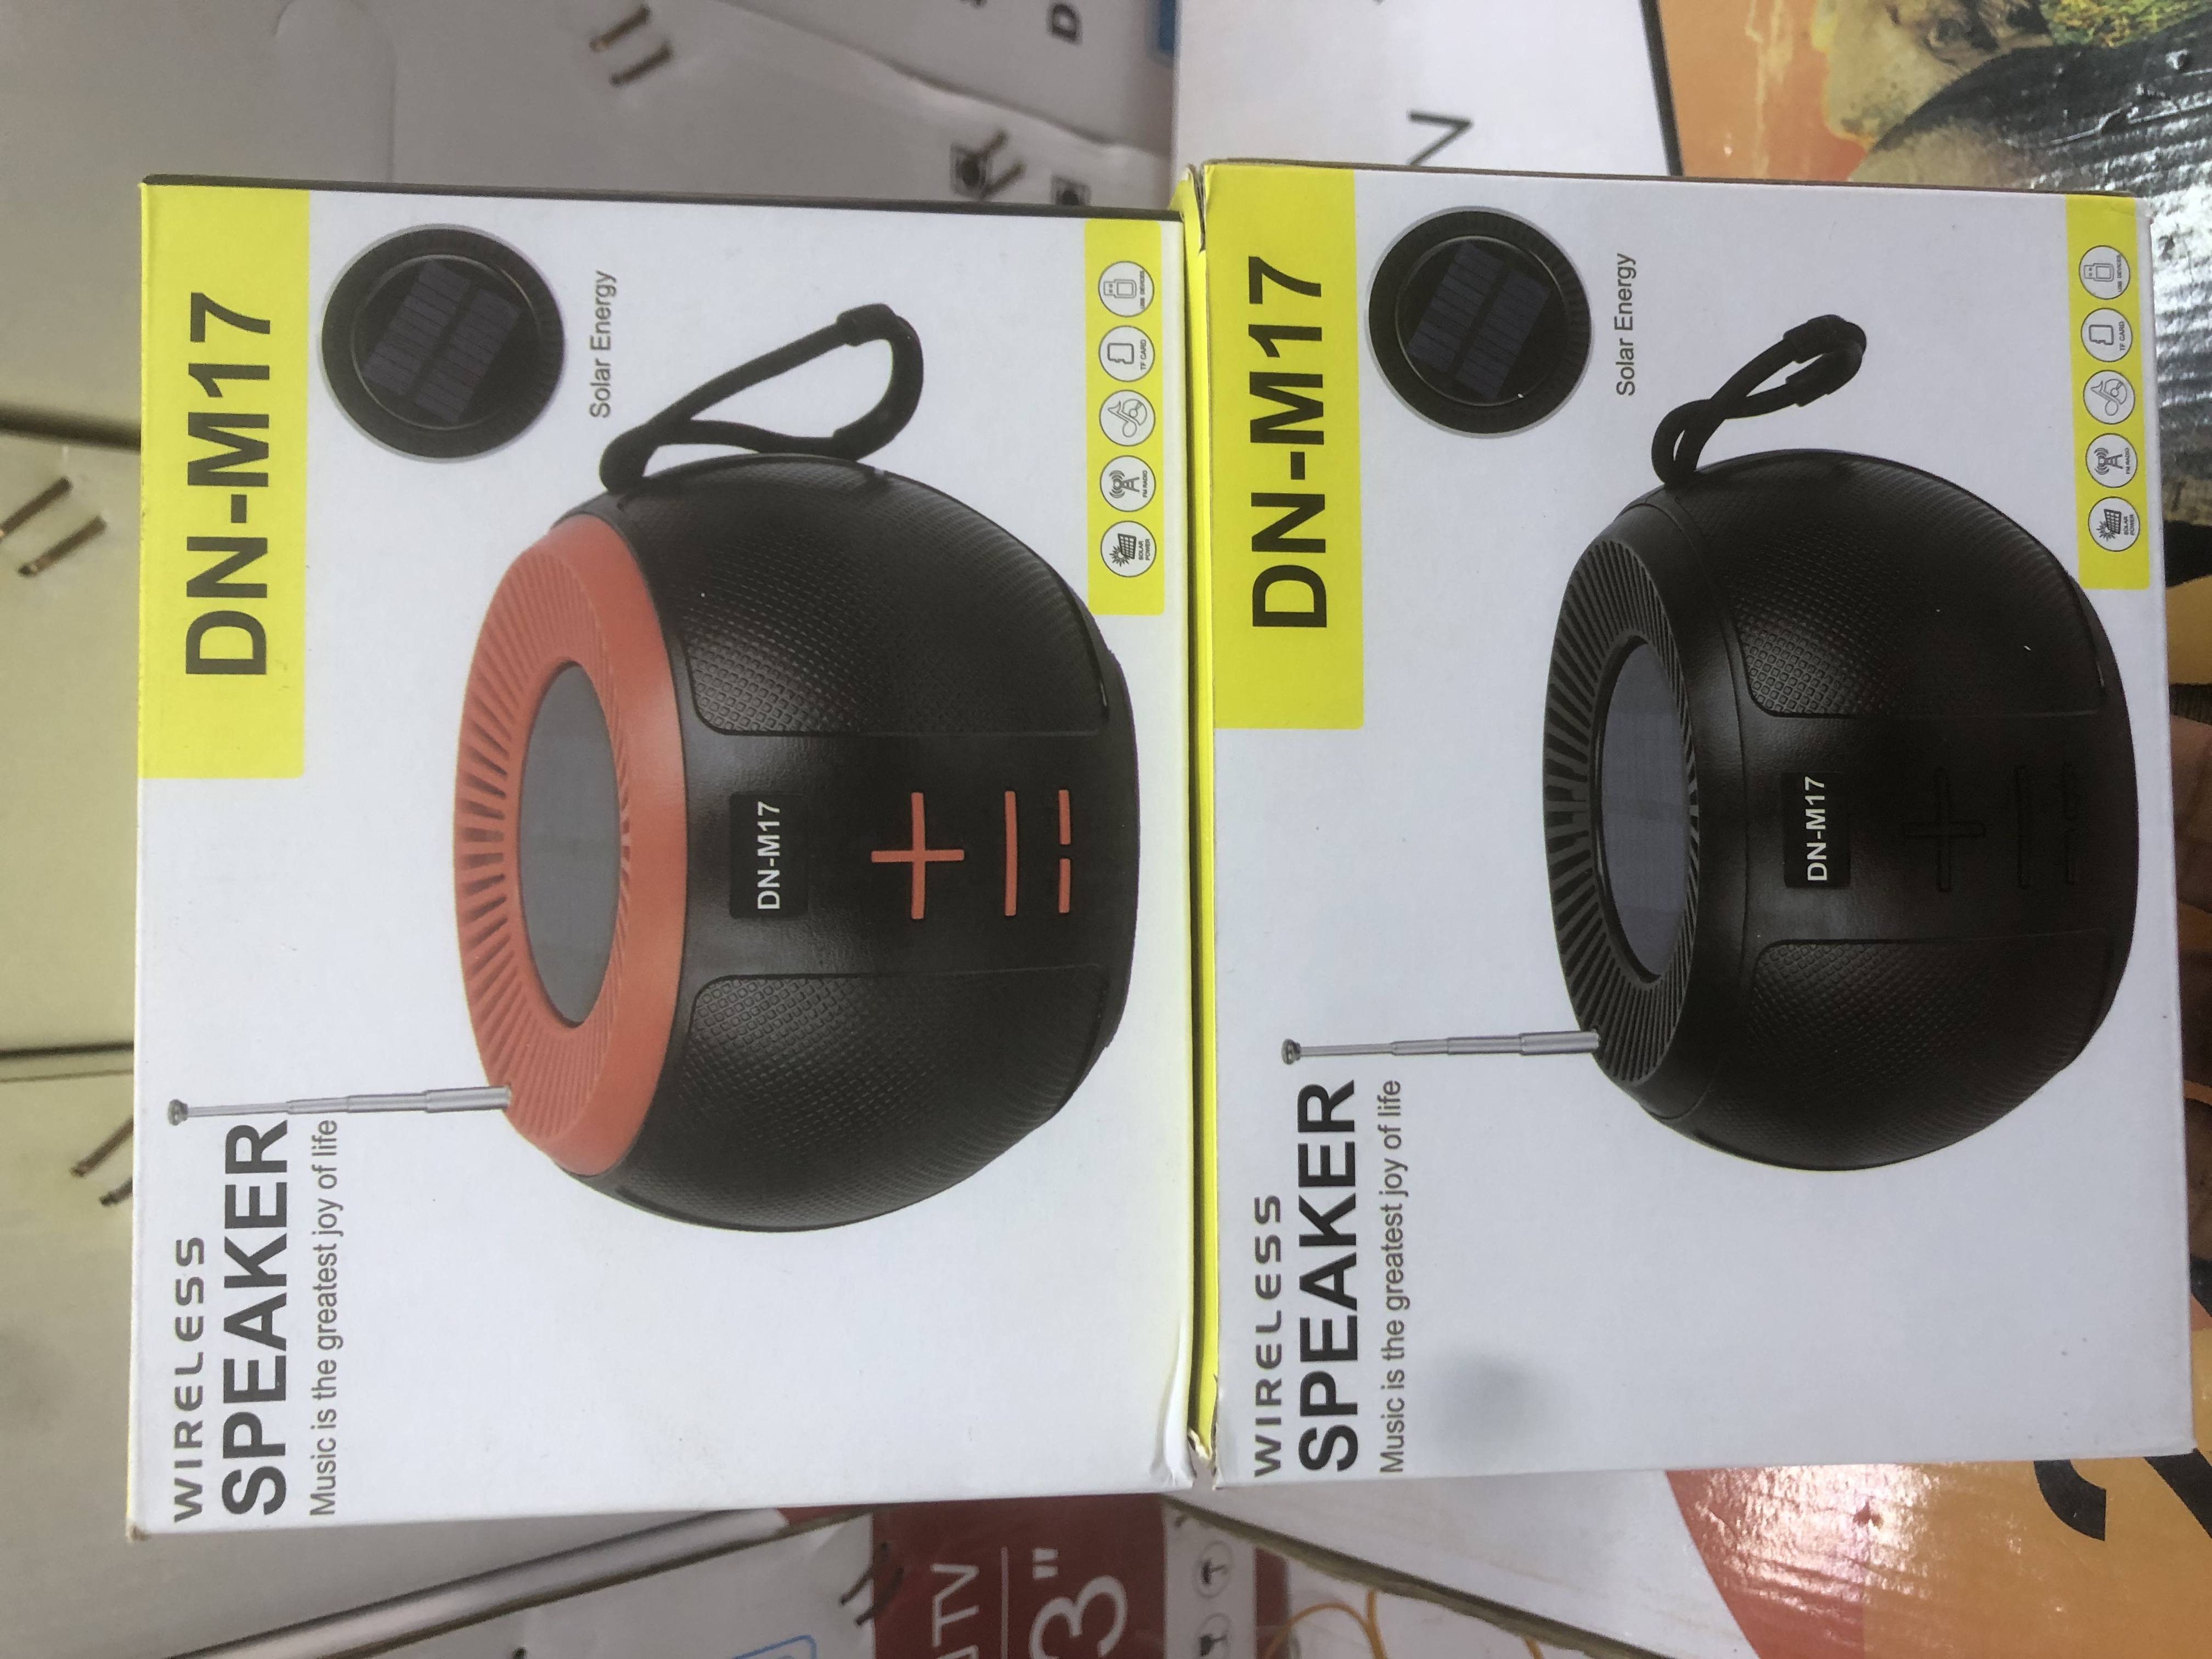 WIRELESS
SPEAKER
Music is the greatest joy of life
DN-M17
Solar Energy
DN-M17
SOLAR POWER
FM RADIO
TF CARD
USB DEVICES
WIRELESS
SPEAKER
Music is the greatest joy of life
DN-M17
Solar Energy
DN-M17
SOLAR POWER
FM RADIO
TF CARD
USB DEVICES
TV
3"
2